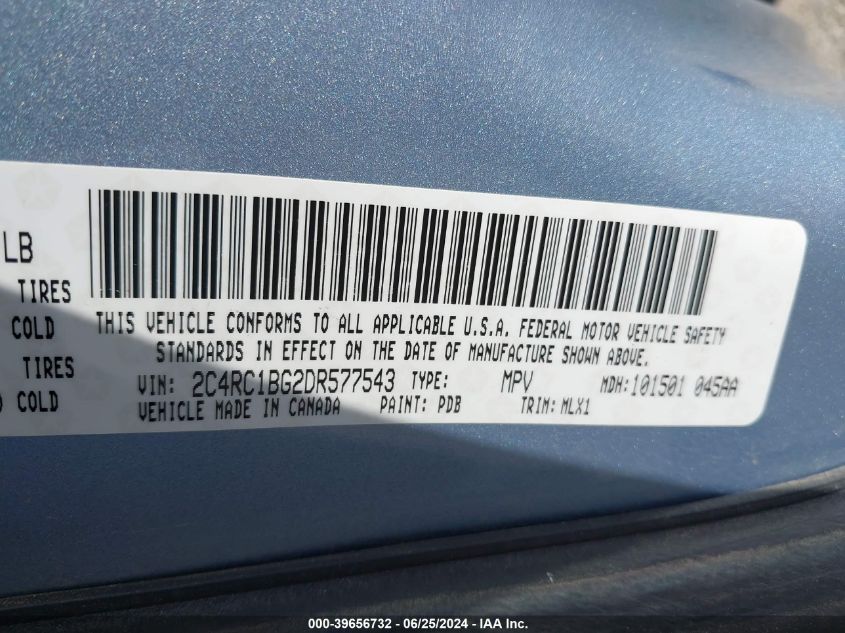 LB
TIRES
COLD
TIRES
COLD
THIS VEHICLE CONFORMS TO ALL APPLICABLE U.S.A. FEDERAL MOTOR VEHICLE SAFETY
STANDARDS IN EFFECT ON THE DATE OF MANUFACTURE SHOWN ABOVE.
VIN: 2C4RC1BG2DR577543 TYPE: MPV MDH:101501 045AA
VEHICLE MADE IN CANADA PAINT: PDB TRIM: MLX1
000-39656732 - 06/25/2024 - IAA Inc.